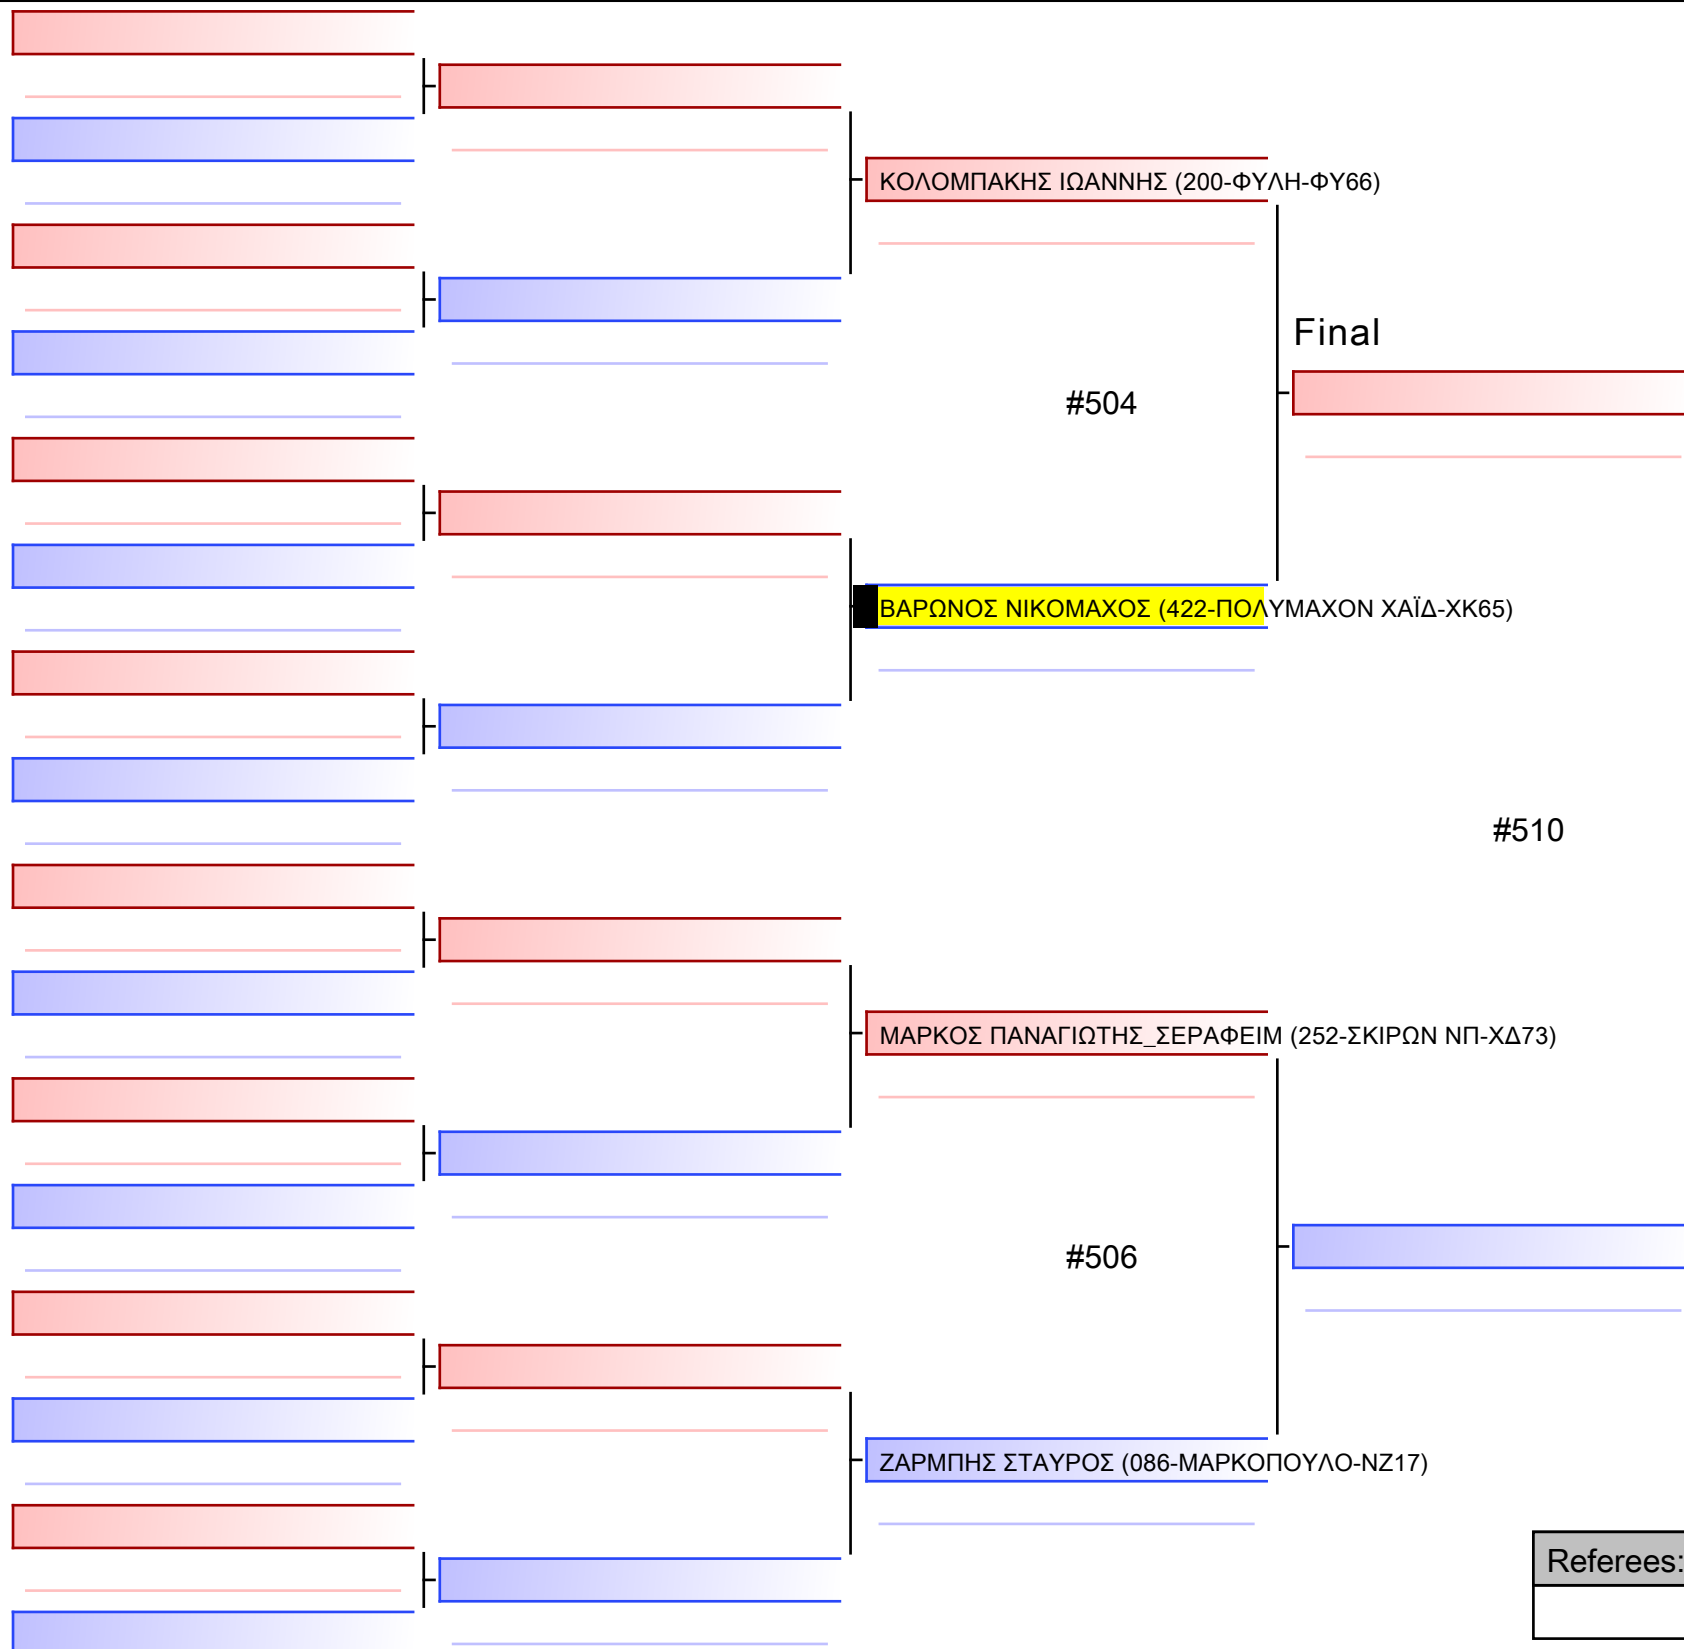 ΚΟΛΟΜΠΑΚΗΣ ΙΩΑΝΝΗΣ (200-ΦΥΛΗ-ΦΥ66)
Final
#504
ΒΑΡΩΝΟΣ ΝΙΚΟΜΑΧΟΣ (422-ΠΟΛΥΜΑΧΟΝ ΧΑΪΔ-ΧΚ65)
#510
ΜΑΡΚΟΣ ΠΑΝΑΓΙΩΤΗΣ_ΣΕΡΑΦΕΙΜ (252-ΣΚΙΡΩΝ ΝΠ-ΧΔ73)
#506
ΖΑΡΜΠΗΣ ΣΤΑΥΡΟΣ (086-ΜΑΡΚΟΠΟΥΛΟ-ΝΖ17)
Referees: